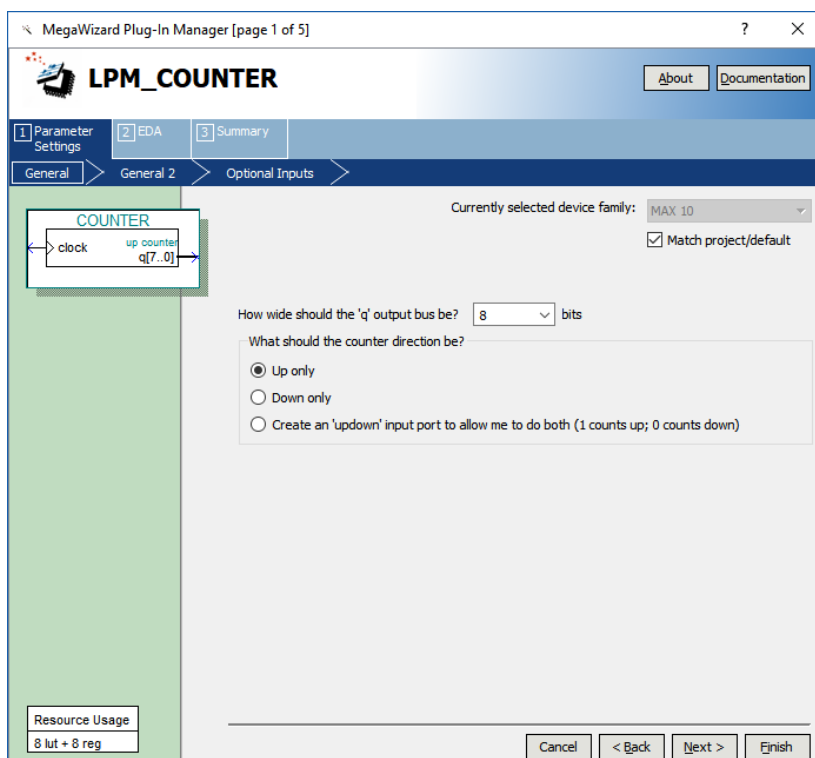 MegaWizard Plug-In Manager [page 1 of 5]
?
LPM_COUNTER
About
Documentation
1 Parameter Settings
2 EDA
3 Summary
General
General 2
Optional Inputs
COUNTER
clock
up counter
q[7..0]
Currently selected device family:
MAX 10
Match project/default
How wide should the 'q' output bus be?
8
bits
What should the counter direction be?
Up only
Down only
Create an 'updown' input port to allow me to do both (1 counts up; 0 counts down)
Resource Usage
8 lut + 8 reg
Cancel
< Back
Next >
Finish